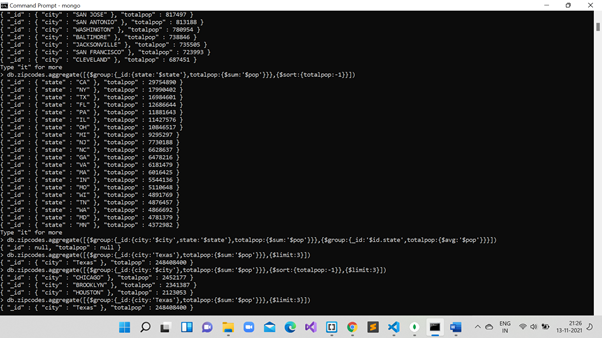 Command Prompt - mongo
{ "_id" : { "city" : "SAN JOSE" }, "totalpop" : 817497 }
{ "_id" : { "city" : "SAN ANTONIO" }, "totalpop" : 813188 }
{ "_id" : { "city" : "WASHINGTON" }, "totalpop" : 780954 }
{ "_id" : { "city" : "BALTIMORE" }, "totalpop" : 738846 }
{ "_id" : { "city" : "JACKSONVILLE" }, "totalpop" : 735505 }
{ "_id" : { "city" : "SAN FRANCISCO" }, "totalpop" : 723993 }
{ "_id" : { "city" : "CLEVELAND" }, "totalpop" : 687451 }
Type "it" for more
> db.zipcodes.aggregate([{$group:{_id:{state:'$state'},totalpop:{$sum:'$pop'}}},{$sort:{totalpop:-1}}])
{ "_id" : { "state" : "CA" }, "totalpop" : 29754890 }
{ "_id" : { "state" : "NY" }, "totalpop" : 17990402 }
{ "_id" : { "state" : "TX" }, "totalpop" : 16984601 }
{ "_id" : { "state" : "FL" }, "totalpop" : 12686644 }
{ "_id" : { "state" : "PA" }, "totalpop" : 11881643 }
{ "_id" : { "state" : "IL" }, "totalpop" : 11427576 }
{ "_id" : { "state" : "OH" }, "totalpop" : 10846517 }
{ "_id" : { "state" : "MI" }, "totalpop" : 9295297 }
{ "_id" : { "state" : "NJ" }, "totalpop" : 7730188 }
{ "_id" : { "state" : "NC" }, "totalpop" : 6628637 }
{ "_id" : { "state" : "GA" }, "totalpop" : 6478216 }
{ "_id" : { "state" : "VA" }, "totalpop" : 6181479 }
{ "_id" : { "state" : "MA" }, "totalpop" : 6016425 }
{ "_id" : { "state" : "IN" }, "totalpop" : 5544136 }
{ "_id" : { "state" : "MO" }, "totalpop" : 5110648 }
{ "_id" : { "state" : "WI" }, "totalpop" : 4891769 }
{ "_id" : { "state" : "TN" }, "totalpop" : 4876457 }
{ "_id" : { "state" : "WA" }, "totalpop" : 4866692 }
{ "_id" : { "state" : "MD" }, "totalpop" : 4781379 }
{ "_id" : { "state" : "MN" }, "totalpop" : 4372982 }
Type "it" for more
> db.zipcodes.aggregate([{$group:{_id:{city:'$city',state:'$state'},totalpop:{$sum:'$pop'}}},{$group:{_id:'$id.state',totalpop:{$avg:'$pop'}}}])
{ "_id" : null, "totalpop" : null }
> db.zipcodes.aggregate([{$group:{_id:{city:'Texas'},totalpop:{$sum:'$pop'}}},{$limit:3}])
{ "_id" : { "city" : "Texas" }, "totalpop" : 248408400 }
> db.zipcodes.aggregate([{$group:{_id:{city:'$city'},totalpop:{$sum:'$pop'}}},{$sort:{totalpop:-1}},{$limit:3}])
{ "_id" : { "city" : "CHICAGO" }, "totalpop" : 2452177 }
{ "_id" : { "city" : "BROOKLYN" }, "totalpop" : 2341387 }
{ "_id" : { "city" : "HOUSTON" }, "totalpop" : 2123053 }
> db.zipcodes.aggregate([{$group:{_id:{city:'Texas'},totalpop:{$sum:'$pop'}}},{$limit:3}])
{ "_id" : { "city" : "Texas" }, "totalpop" : 248408400 }
ENG
IN
21:26
13-11-2021